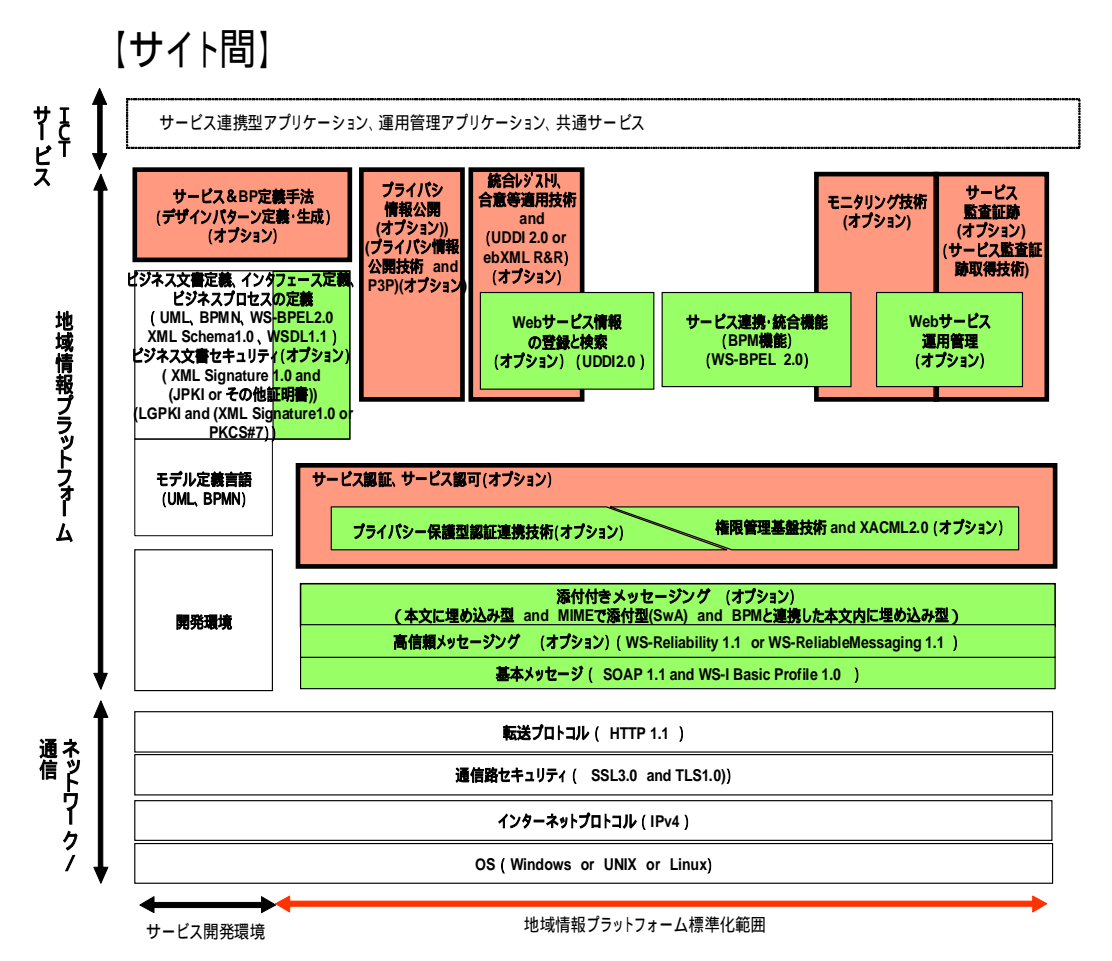 【サイト間】
ICT
サービス
サービス連携型アプリケーション、運用管理アプリケーション、共通サービス
地域情報プラットフォーム
サービス&BP定義手法
(デザインパターン定義・生成)
(オプション)
プライバシ
情報公開
(オプション))
(プライバシ情報
公開技術 and
P3P)(オプション)
統合レジストリ、
合意等適用技術
and
(UDDI 2.0 or
ebXML R&R)
(オプション)
モニタリング技術
(オプション)
サービス
監査証跡
(オプション)
(サービス監査証
跡取得技術)
ビジネス文書定義、インタフェース定義、
ビジネスプロセスの定義
( UML、BPMN、WS-BPEL2.0
XML Schema1.0 、WSDL1.1 )
ビジネス文書セキュリティ(オプション)
( XML Signature 1.0 and
(JPKI or その他証明書))
(LGPKI and (XML Signature1.0 or
PKCS#7) )
Webサービス情報
の登録と検索
(オプション) (UDDI2.0 )
サービス連携・統合機能
(BPM機能)
(WS-BPEL 2.0)
Webサービス
運用管理
(オプション)
モデル定義言語
(UML、BPMN)
サービス認証、サービス認可(オプション)
プライバシー保護型認証連携技術(オプション)
権限管理基盤技術 and XACML2.0 (オプション)
開発環境
添付付きメッセージング (オプション)
( 本文に埋め込み型 and MIMEで添付型(SwA) and BPMと連携した本文内に埋め込み型 )
高信頼メッセージング (オプション) ( WS-Reliability 1.1 or WS-ReliableMessaging 1.1 )
基本メッセージ ( SOAP 1.1 and WS-I Basic Profile 1.0 )
ネットワーク/
通信
転送プロトコル ( HTTP 1.1 )
通信路セキュリティ ( SSL3.0 and TLS1.0))
インターネットプロトコル ( IPv4 )
OS ( Windows or UNIX or Linux)
サービス開発環境
地域情報プラットフォーム標準化範囲